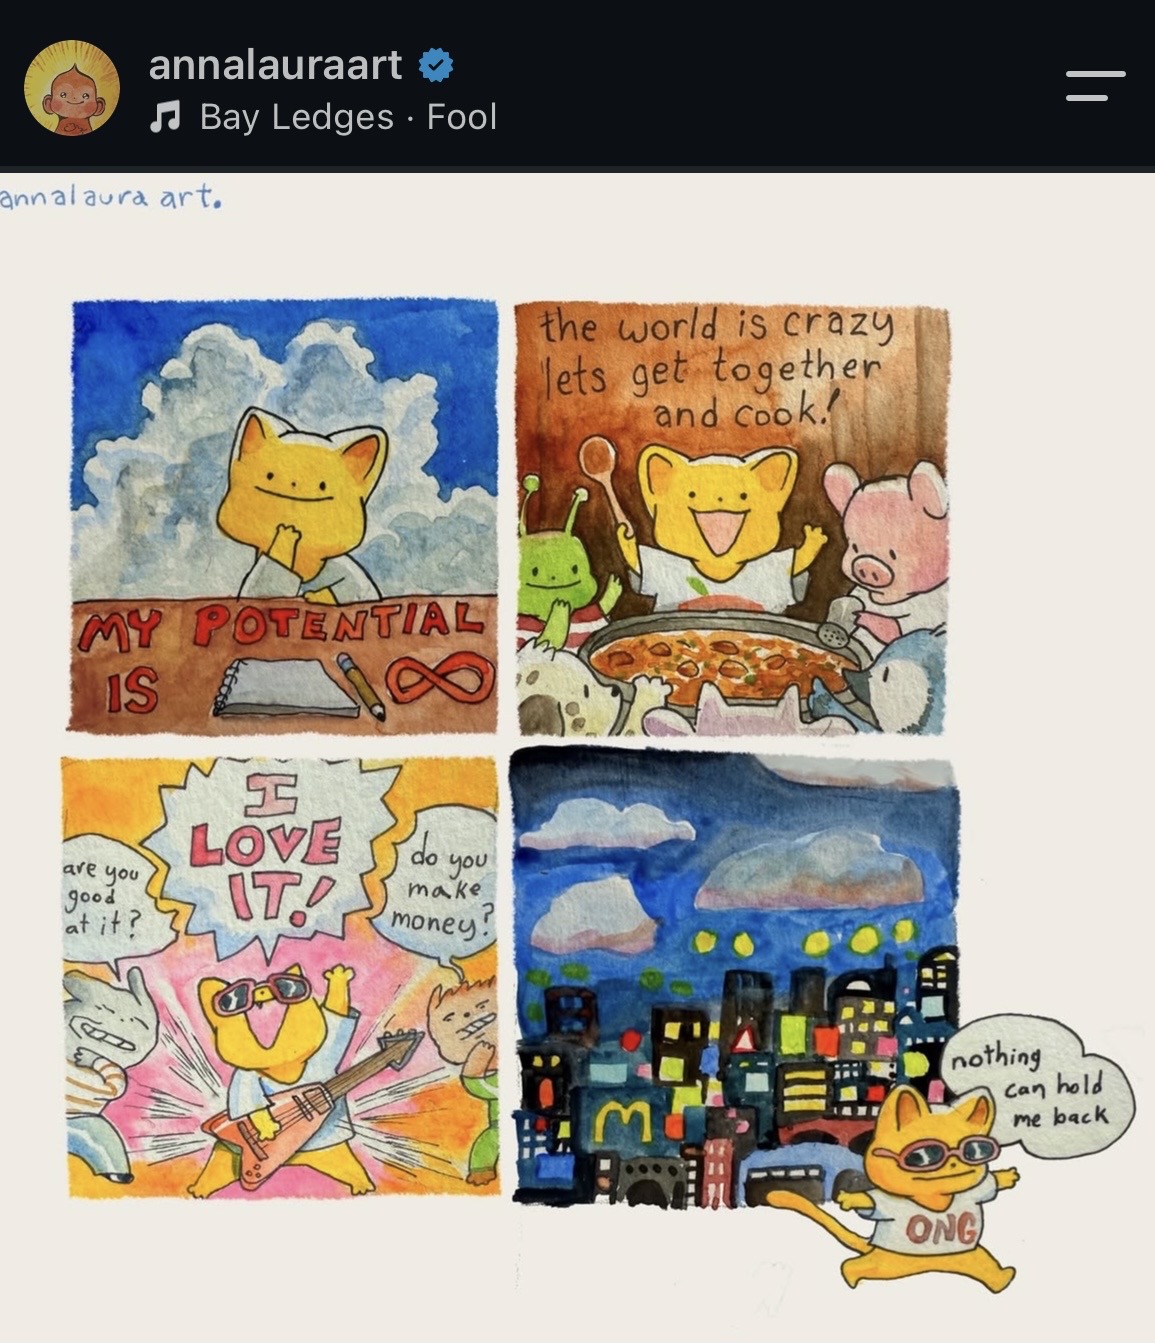 annalauraart
Bay Ledges · Fool
annalaura art.
MY POTENTIAL
IS
the world is crazy
lets get together
and cook!
are you
good
at it?
I
LOVE
IT!
do you
make
money?
M
nothing
can hold
me back
ONG